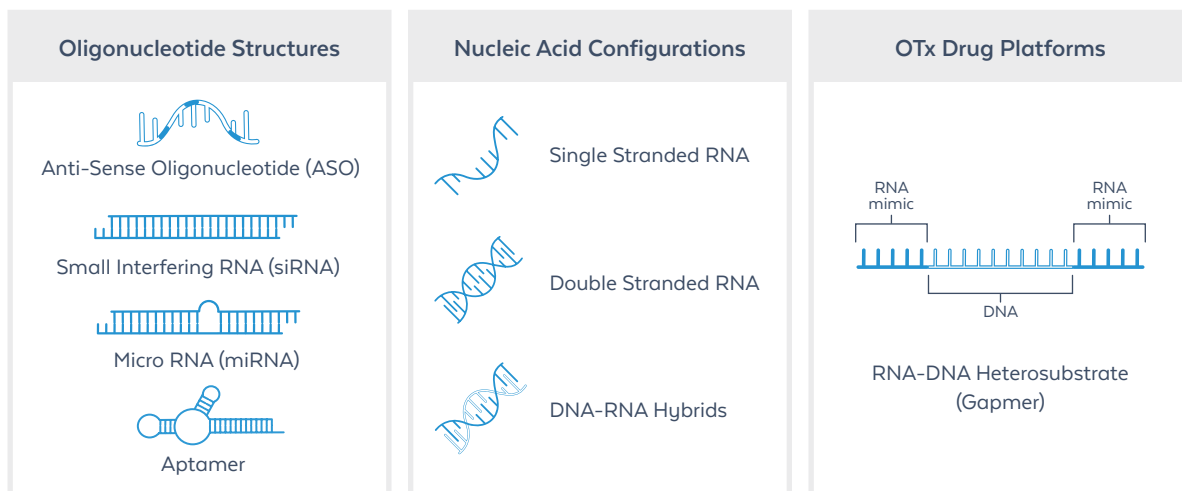 Oligonucleotide Structures
Anti-Sense Oligonucleotide (ASO)
Small Interfering RNA (siRNA)
Micro RNA (miRNA)
Aptamer
Nucleic Acid Configurations
Single Stranded RNA
Double Stranded RNA
DNA-RNA Hybrids
OTx Drug Platforms
RNA
mimic
RNA
mimic
DNA
RNA-DNA Heterosubstrate
(Gapmer)